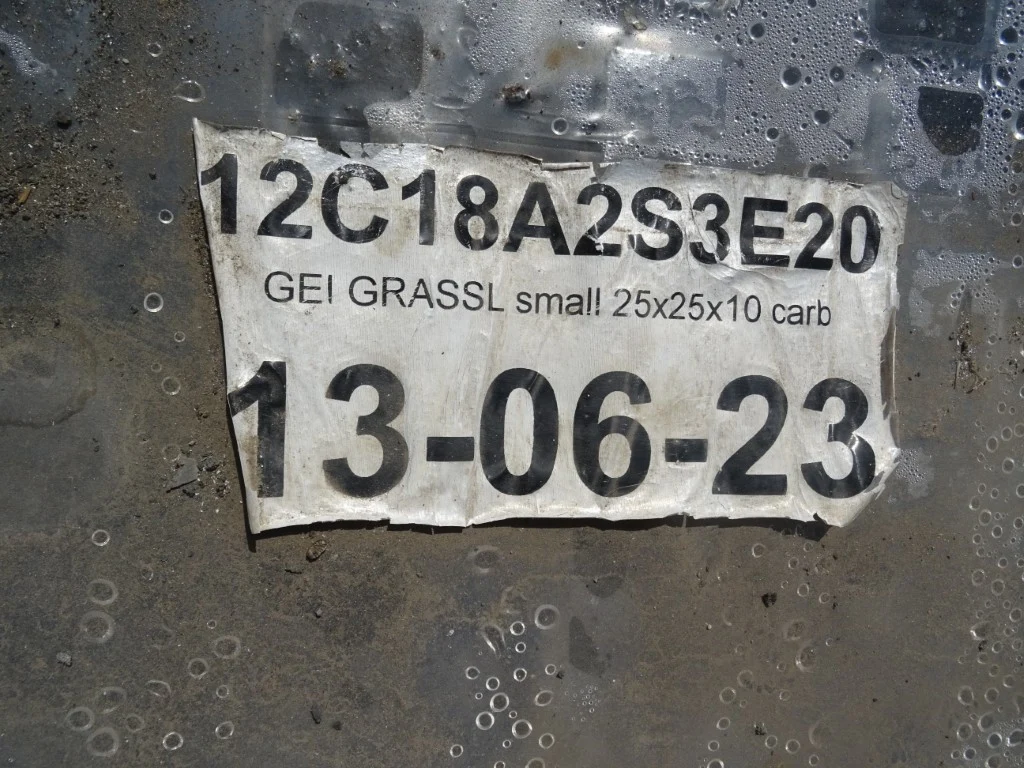 12C18A2S3E20
GEI GRASSL small 25x25x10 carb
13-06-23